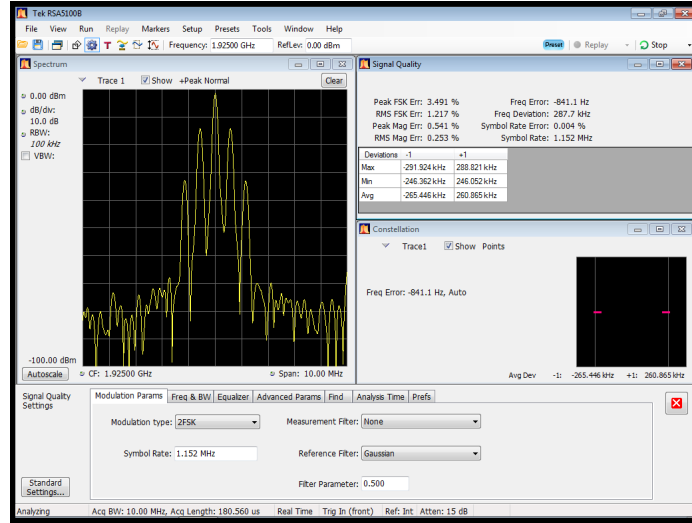 Tek RSA5100B
File View Run Replay Markers Setup Presets Tools Window Help
T Frequency: 1.92500 GHz RefLev: 0.00 dBm Preset Replay Stop
Spectrum
Trace 1 Show +Peak Normal Clear
0.00 dBm
dB/div:
10.0 dB
RBW:
100 kHz
VBW:
-100.00 dBm
Autoscale CF: 1.92500 GHz Span: 10.00 MHz
Signal Quality
Peak FSK Err: 3.491 % Freq Error: -841.1 Hz
RMS FSK Err: 1.217 % Freq Deviation: 287.7 kHz
Peak Mag Err: 0.541 % Symbol Rate Error: 0.004 %
RMS Mag Err: 0.253 % Symbol Rate: 1.152 MHz
Deviations -1 +1
Max -291.924 kHz 288.821 kHz
Min -246.362 kHz 246.052 kHz
Avg -265.446 kHz 260.865 kHz
Constellation
Trace1 Show Points
Freq Error: -841.1 Hz, Auto
Avg Dev -1: -265.446 kHz +1: 260.865 kHz
Signal Quality
Settings
Modulation Params Freq & BW Equalizer Advanced Params Find Analysis Time Prefs
Modulation type: 2FSK Measurement Filter: None
Symbol Rate: 1.152 MHz Reference Filter: Gaussian
Filter Parameter: 0.500
Standard
Settings...
Analyzing Acq BW: 10.00 MHz, Acq Length: 180.560 us Real Time Trig In (front) Ref: Int Atten: 15 dB